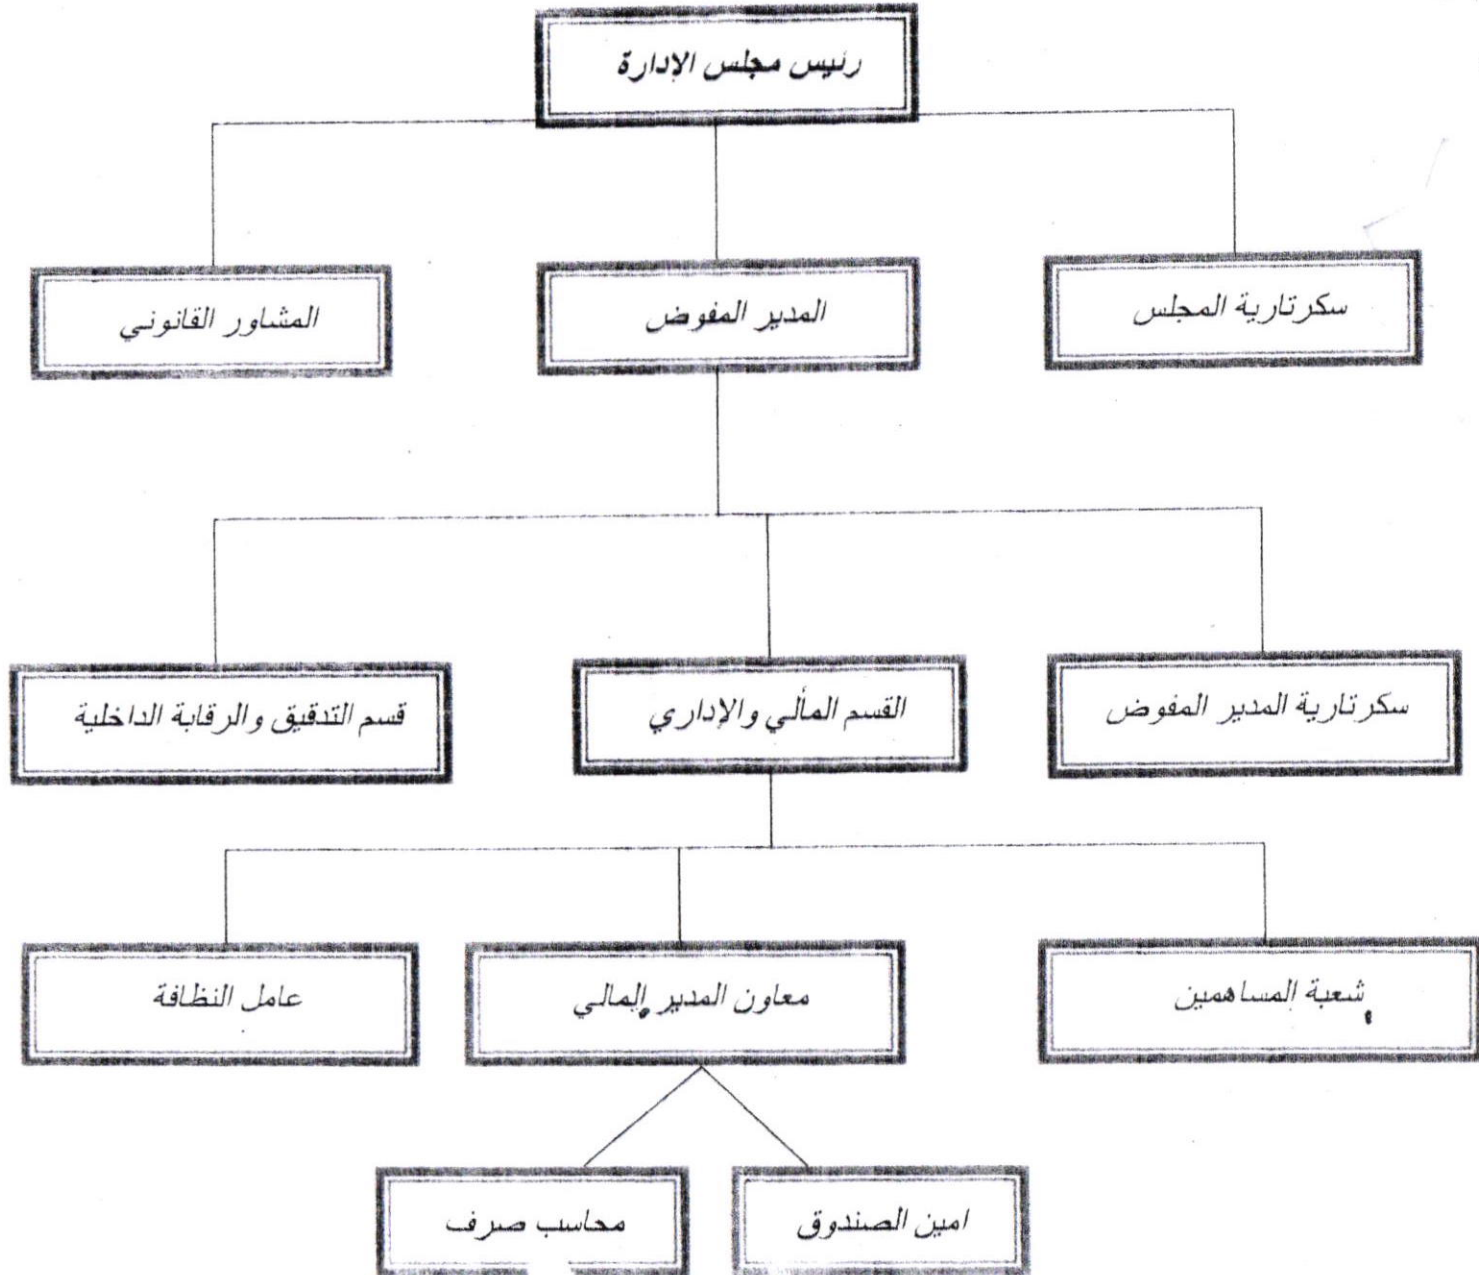 رئيس مجلس الإدارة
سكرتارية المجلس
المدير المفوض
المشاور القانوني
سكرتارية المدير المفوض
القسم المالي والإداري
قسم التدقيق والرقابة الداخلية
شعبة المساهمين
معاون المدير المالي
عامل النظافة
امين الصندوق
محاسب صرف